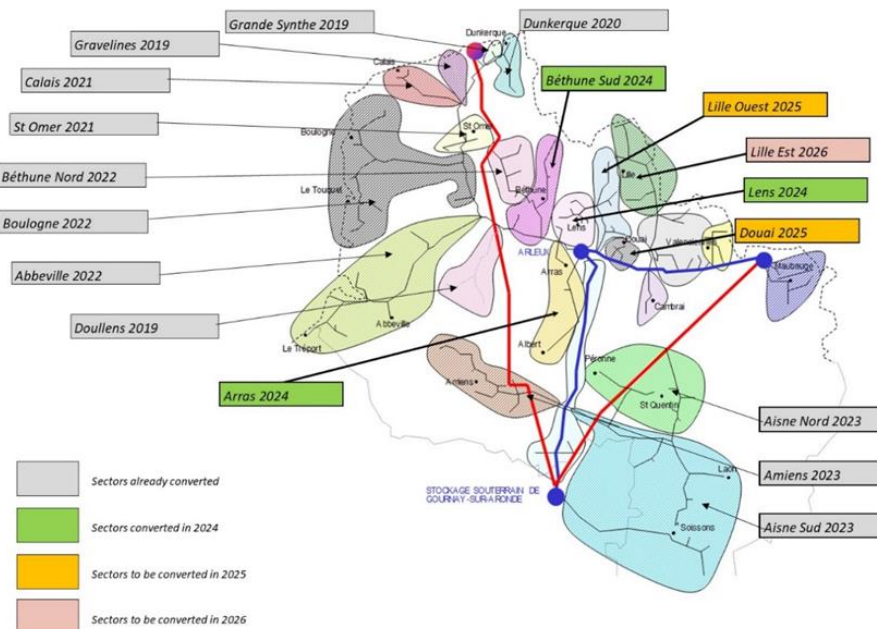 Grande Synthe 2019
Dunkerque 2020
Gravelines 2019
Dunkerque
Calais
Calais 2021
Béthune Sud 2024
Lille Ouest 2025
St Omer 2021
St Omer
Boulogne
Lille Est 2026
Lille
Béthune Nord 2022
Le Touquet
Béthune
Lens 2024
Boulogne 2022
Lens
Douai 2025
Douai
ARLEUX
Abbeville 2022
Arras
Maubeuge
Cambrai
Doullens 2019
Abbeville
Le Tréport
Albert
Péronne
Amiens
Arras 2024
St Quentin
Aisne Nord 2023
Laon
Amiens 2023
Sectors already converted
STOCKAGE SOUTERRAIN DE
GOURNAY-SUR-ARONDE
Soissons
Aisne Sud 2023
Sectors converted in 2024
Sectors to be converted in 2025
Sectors to be converted in 2026